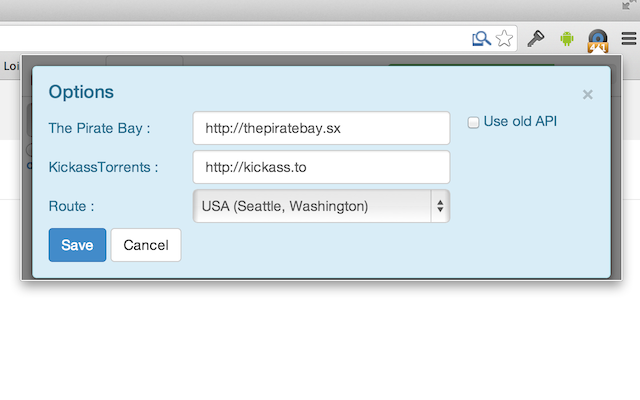 Options
×
The Pirate Bay : http://thepiratebay.sx Use old API
KickassTorrents : http://kickass.to
Route : USA (Seattle, Washington)
Save Cancel